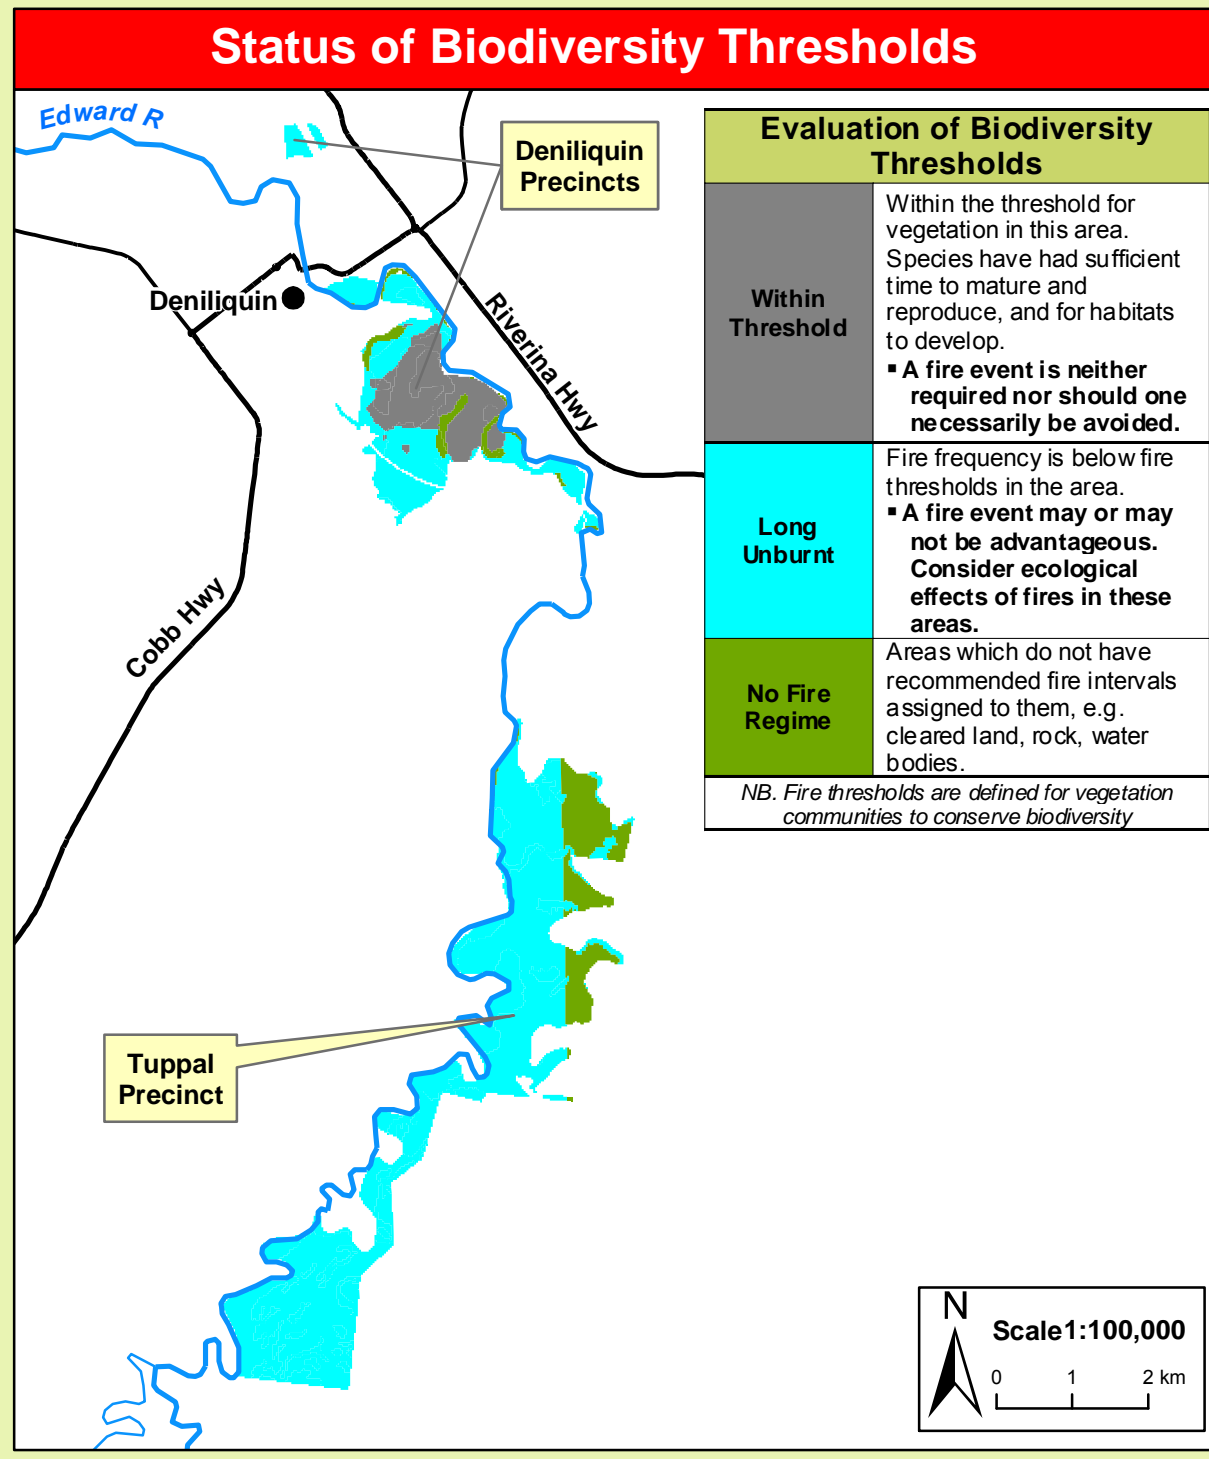 Status of Biodiversity Thresholds
Edward R
Deniliquin
Precincts
Deniliquin
Riverina Hwy
Cobb Hwy
Tuppal
Precinct
Evaluation of Biodiversity
Thresholds
Within
Threshold
Within the threshold for
vegetation in this area.
Species have had sufficient
time to mature and
reproduce, and for habitats
to develop.
▪ A fire event is neither
required nor should one
necessarily be avoided.
Long
Unburnt
Fire frequency is below fire
thresholds in the area.
▪ A fire event may or may
not be advantageous.
Consider ecological
effects of fires in these
areas.
No Fire
Regime
Areas which do not have
recommended fire intervals
assigned to them, e.g.
cleared land, rock, water
bodies.
NB. Fire thresholds are defined for vegetation
communities to conserve biodiversity
N
Scale1:100,000
0 1 2 km